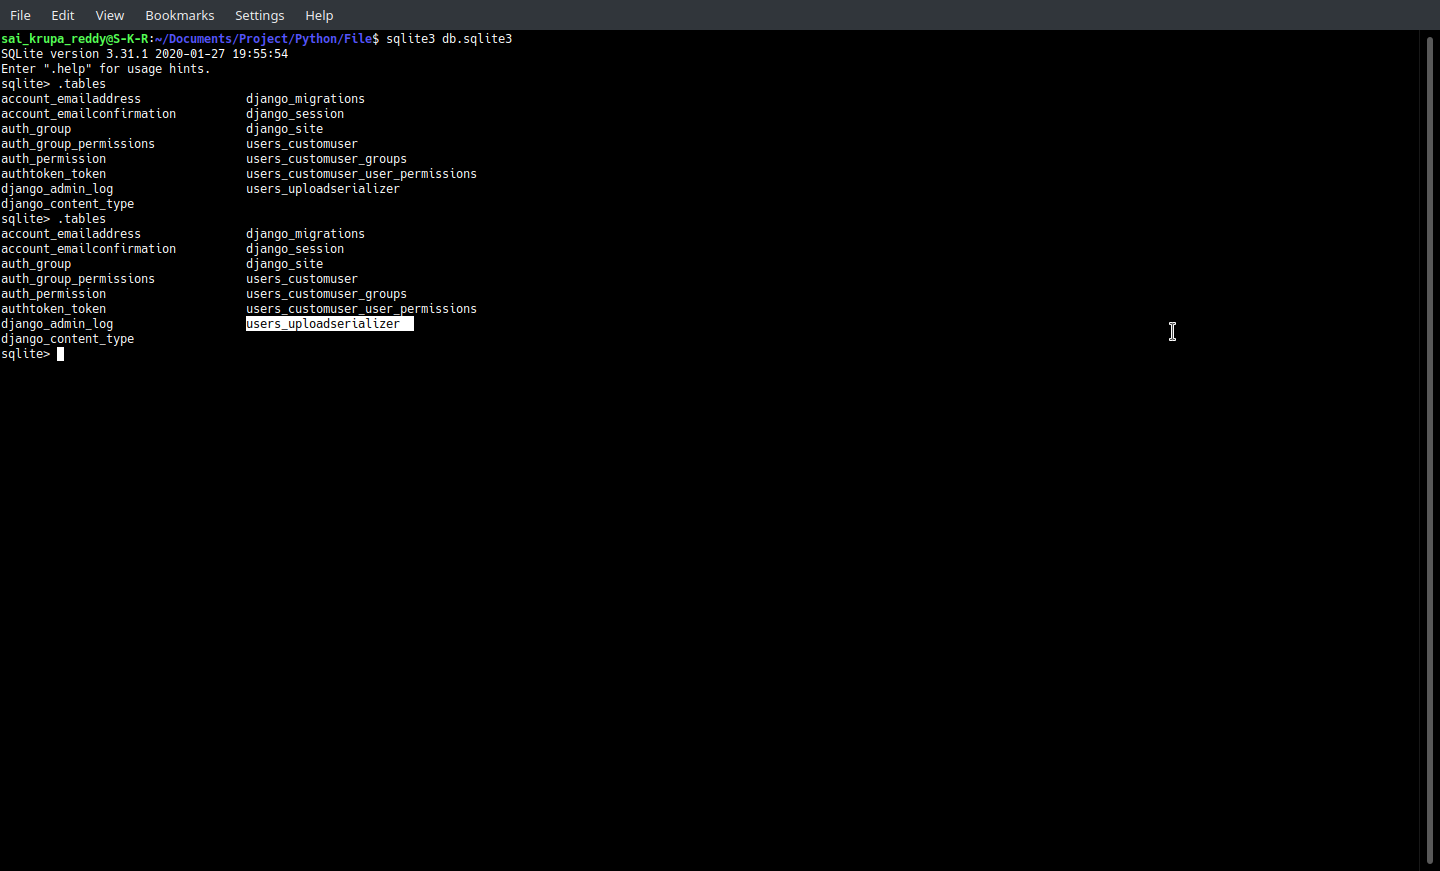 File Edit View Bookmarks Settings Help
sai_krupa_reddy@S-K-R:~/Documents/Project/Python/File$ sqlite3 db.sqlite3
SQLite version 3.31.1 2020-01-27 19:55:54
Enter ".help" for usage hints.
sqlite> .tables
account_emailaddress               django_migrations
account_emailconfirmation          django_session
auth_group                         django_site
auth_group_permissions             users_customuser
auth_permission                    users_customuser_groups
authtoken_token                    users_customuser_user_permissions
django_admin_log                   users_uploadserializer
django_content_type
sqlite> .tables
account_emailaddress               django_migrations
account_emailconfirmation          django_session
auth_group                         django_site
auth_group_permissions             users_customuser
auth_permission                    users_customuser_groups
authtoken_token                    users_customuser_user_permissions
django_admin_log                   users_uploadserializer
django_content_type
sqlite>